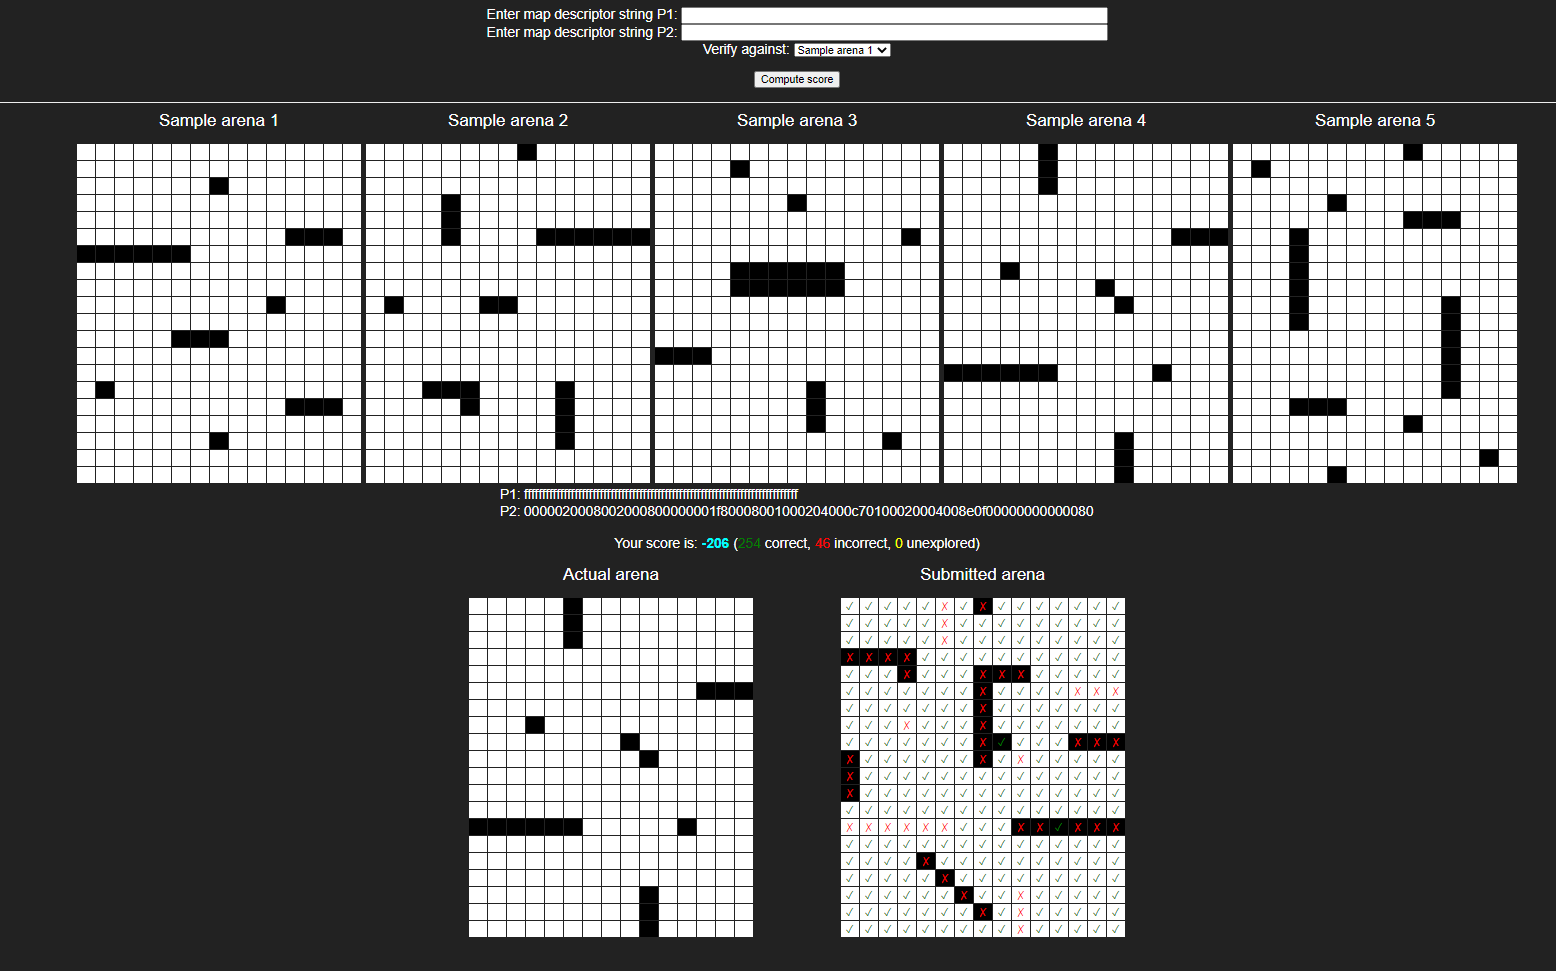 Enter map descriptor string P1:
Enter map descriptor string P2:
Verify against: Sample arena 1
Compute score
Sample arena 1 Sample arena 2 Sample arena 3 Sample arena 4 Sample arena 5
P1: ffffffffffffffffffffffffffffffffffffffffffffffffffffffffffffffffffffffffffff
P2: 0000020008002000800000001f80008001000204000c70100020004008e0f00000000000080
Your score is: -206 (254 correct, 46 incorrect, 0 unexplored)
Actual arena Submitted arena